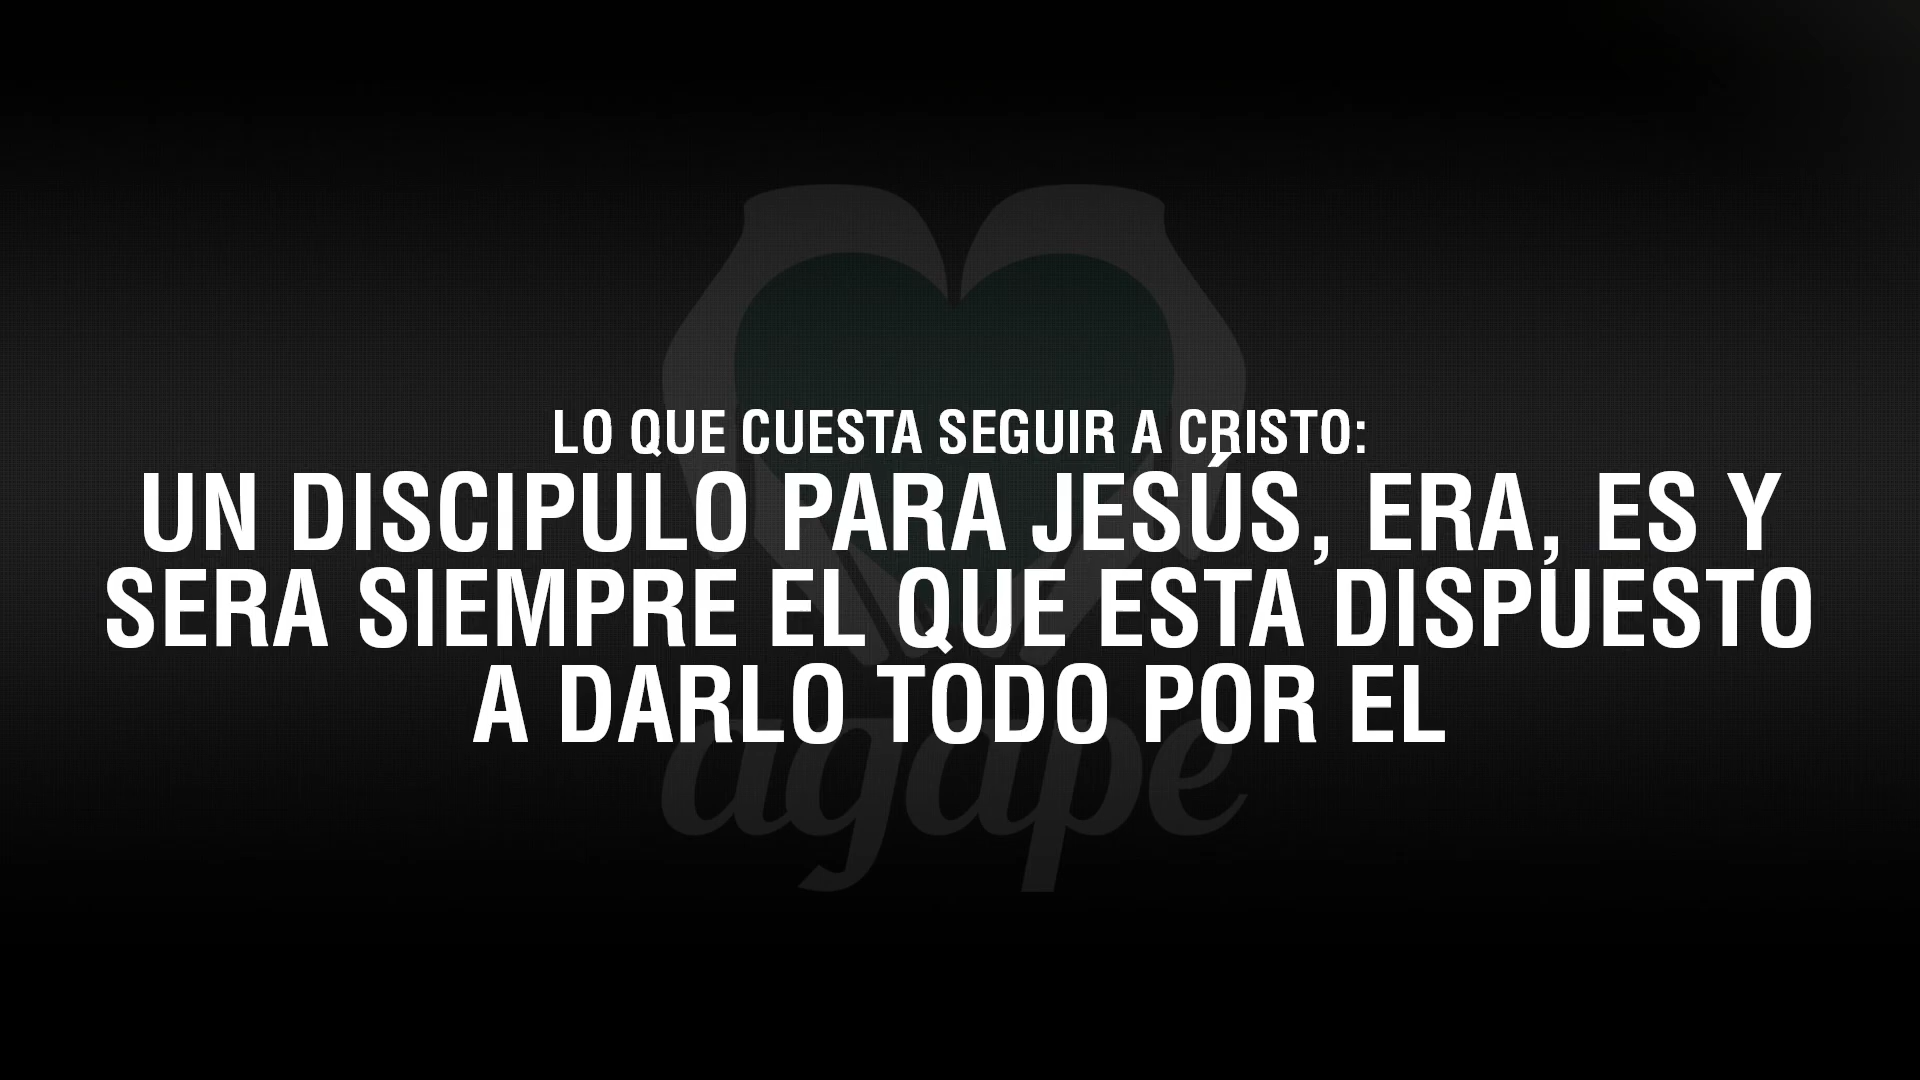 LO QUE CUESTA SEGUIR A CRISTO:
UN DISCIPULO PARA JESÚS, ERA, ES Y
SERA SIEMPRE EL QUE ESTA DISPUESTO
A DARLO TODO POR EL
agape